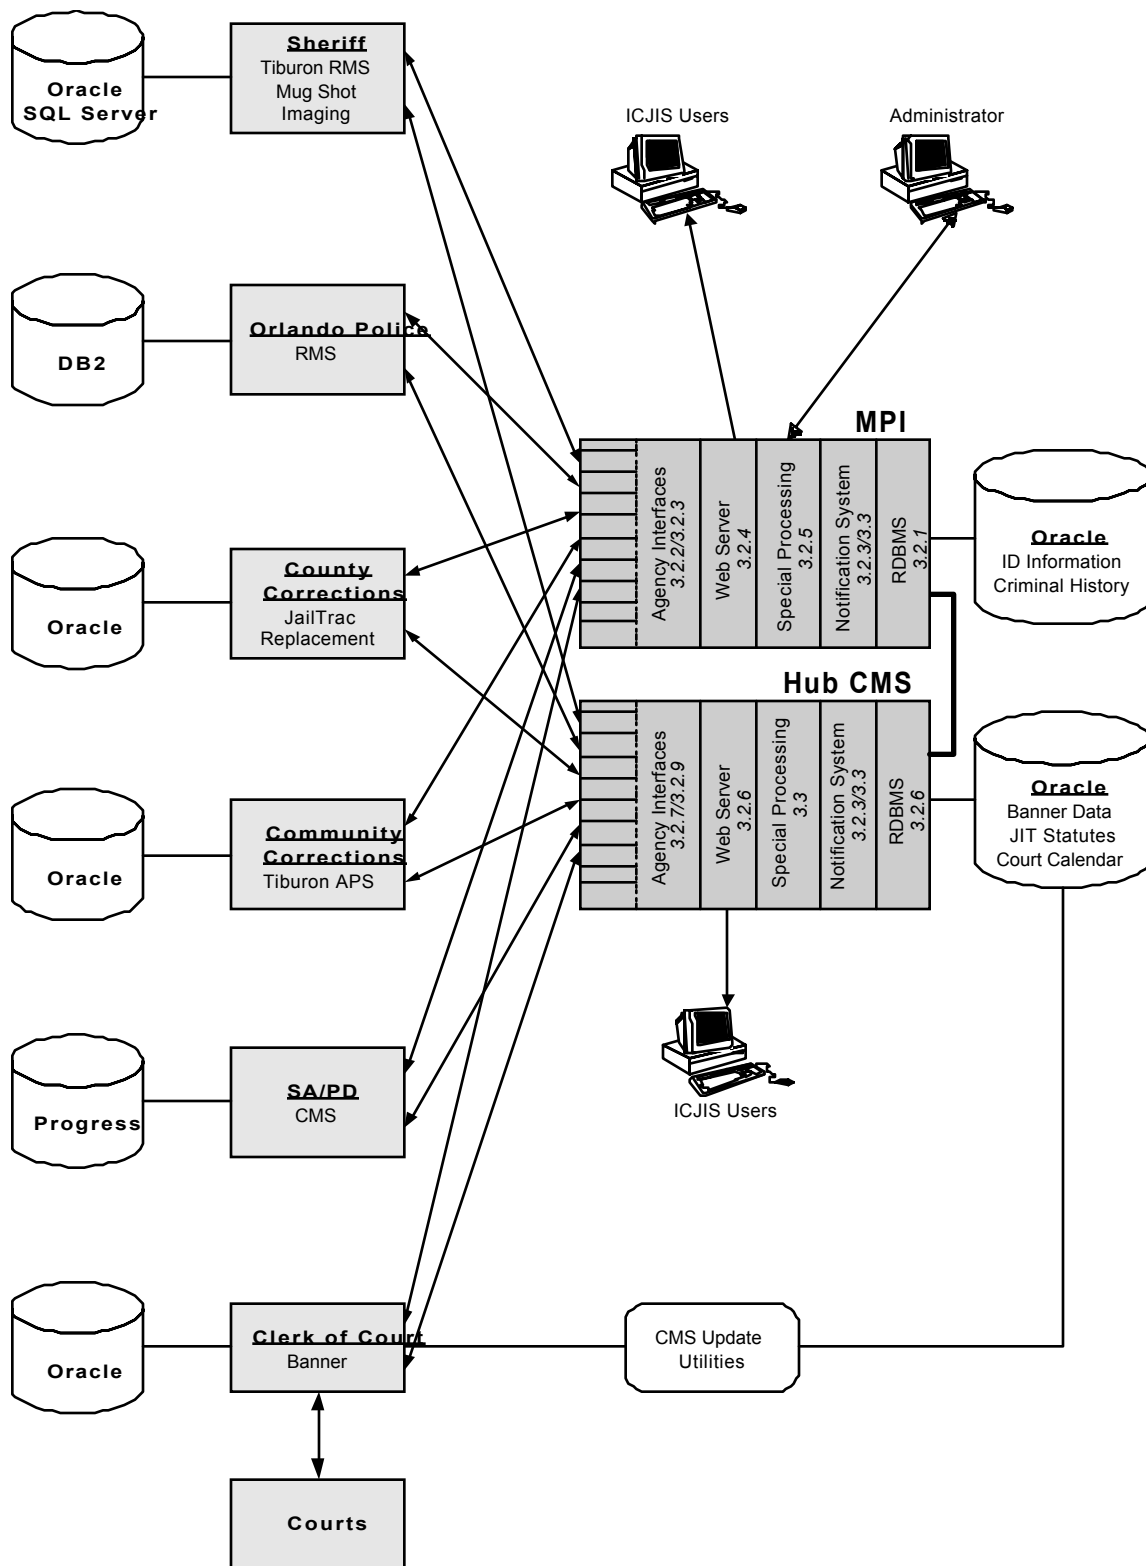 Sheriff
Tiburon RMS
Mug Shot
Imaging
Oracle
SQL Server
ICJIS Users
Administrator
Orlando Police
RMS
DB2
MPI
Agency Interfaces
3.2.2/3.2.3
Web Server
3.2.4
Special Processing
3.2.5
Notification System
3.2.3/3.3
RDBMS
3.2.1
Oracle
ID Information
Criminal History
County
Corrections
JailTrac
Replacement
Oracle
Hub CMS
Agency Interfaces
3.2.7/3.2.9
Web Server
3.2.6
Special Processing
3.3
Notification System
3.2.3/3.3
RDBMS
3.2.6
Oracle
Banner Data
JIT Statutes
Court Calendar
Community
Corrections
Tiburon APS
Oracle
SA/PD
CMS
Progress
ICJIS Users
Clerk of Court
Banner
Oracle
CMS Update
Utilities
Courts